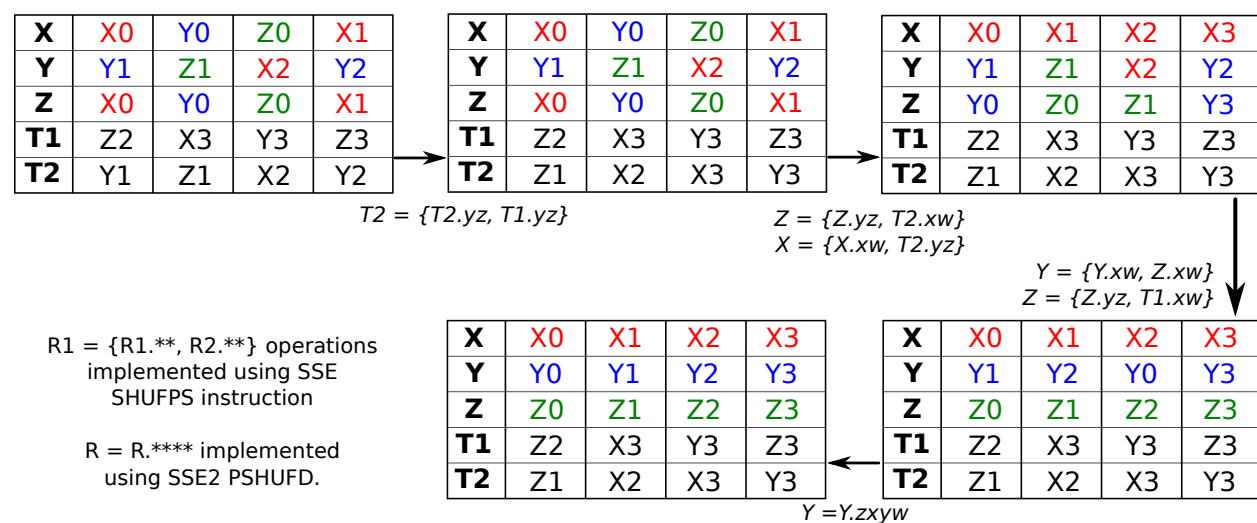 X X0 Y0 Z0 X1
Y Y1 Z1 X2 Y2
Z X0 Y0 Z0 X1
T1 Z2 X3 Y3 Z3
T2 Y1 Z1 X2 Y2
T2 = {T2.yz, T1.yz}
X X0 Y0 Z0 X1
Y Y1 Z1 X2 Y2
Z X0 Y0 Z0 X1
T1 Z2 X3 Y3 Z3
T2 Z1 X2 X3 Y3
Z = {Z.yz, T2.xw}
X = {X.xw, T2.yz}
X X0 X1 X2 X3
Y Y1 Z1 X2 Y2
Z Y0 Z0 Z1 Y3
T1 Z2 X3 Y3 Z3
T2 Z1 X2 X3 Y3
Y = {Y.xw, Z.xw}
Z = {Z.yz, T1.xw}
X X0 X1 X2 X3
Y Y1 Y2 Y0 Y3
Z Z0 Z1 Z2 Z3
T1 Z2 X3 Y3 Z3
T2 Z1 X2 X3 Y3
Y =Y.zxyw
X X0 X1 X2 X3
Y Y0 Y1 Y2 Y3
Z Z0 Z1 Z2 Z3
T1 Z2 X3 Y3 Z3
T2 Z1 X2 X3 Y3
R1 = {R1.**, R2.**} operations
implemented using SSE
SHUFPS instruction
R = R.**** implemented
using SSE2 PSHUFD.